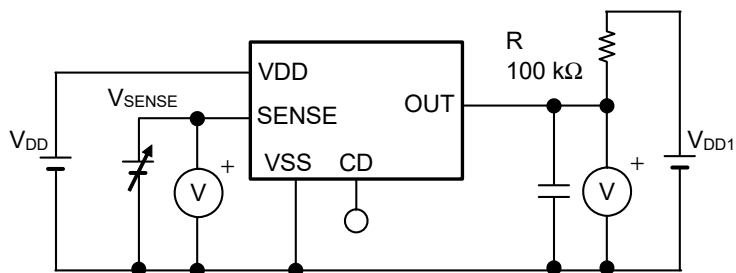 R
100 kΩ
VDD
VSENSE
SENSE
OUT
VDD
VDD1
VSS
CD
+
V
+
V